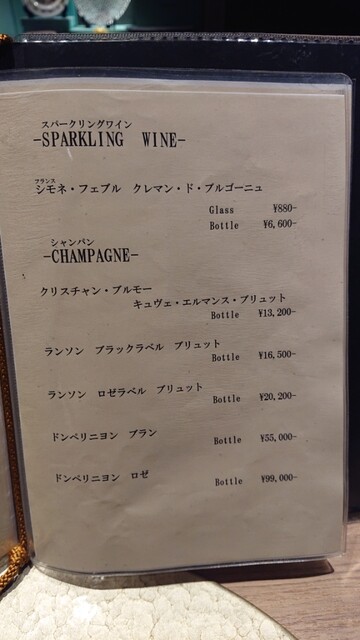 スパークリングワイン
-SPARKLING WINE-
フランス
シモネ・フェブル クレマン・ド・ブルゴーニュ
Glass ¥880-
Bottle ¥6,600-
シャンパン
-CHAMPAGNE-
クリスチャン・ブルモー
キュヴェ・エルマンス・ブリュット
Bottle ¥13,200-
ランソン ブラックラベル ブリュット
Bottle ¥16,500-
ランソン ロゼラベル ブリュット
Bottle ¥20,200-
ドンペリニヨン ブラン
Bottle ¥55,000-
ドンペリニヨン ロゼ
Bottle ¥99,000-